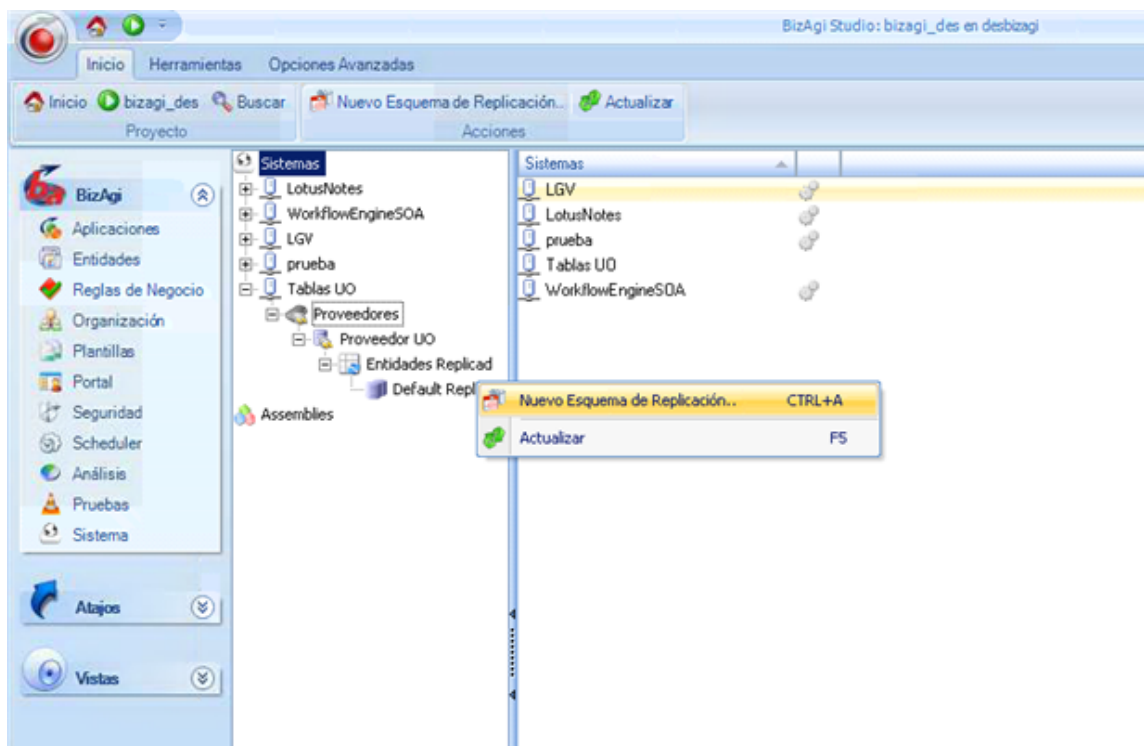 BizAgi Studio: bizagi_des en desbizagi
Inicio Herramientas Opciones Avanzadas
Inicio bizagi_des Buscar Nuevo Esquema de Replicación.. Actualizar
Proyecto Acciones
BizAgi
Aplicaciones
Entidades
Reglas de Negocio
Organización
Plantillas
Portal
Seguridad
Scheduler
Análisis
Pruebas
Sistema
Atajos
Vistas
Sistemas
LotusNotes
WorkflowEngineSOA
LGV
prueba
Tablas UO
Proveedores
Proveedor UO
Entidades Replicad
Default Repl
Assemblies
Nuevo Esquema de Replicación.. CTRL+A
Actualizar F5
Sistemas
LGV
LotusNotes
prueba
Tablas UO
WorkflowEngineSOA